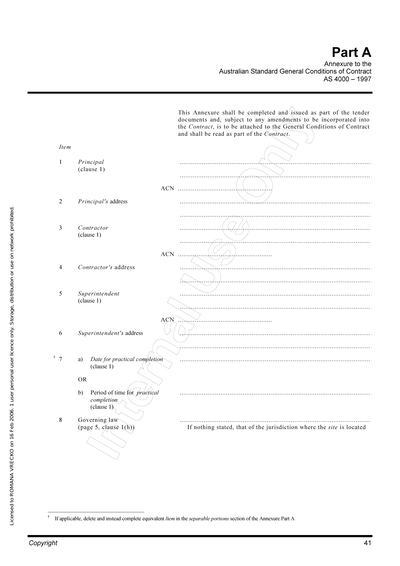 Part A
Annexure to the
Australian Standard General Conditions of Contract
AS 4000 – 1997
This Annexure shall be completed and issued as part of the tender
documents and, subject to any amendments to be incorporated into
the Contract, is to be attached to the General Conditions of Contract
and shall be read as part of the Contract.
Item
1 Principal
(clause 1)
ACN
2 Principal's address
3 Contractor
(clause 1)
ACN
4 Contractor's address
5 Superintendent
(clause 1)
ACN
6 Superintendent's address
† 7 a) Date for practical completion
(clause 1)
OR
b) Period of time for practical
completion
(clause 1)
8 Governing law
(page 5, clause 1(h))
If nothing stated, that of the jurisdiction where the site is located
† If applicable, delete and instead complete equivalent Item in the separable portions section of the Annexure Part A
Copyright 41
Licensed to ROMANA VRECKO on 16 Feb 2006. 1 user personal user licence only. Storage, distribution or use on network prohibited.
Internal Use Only